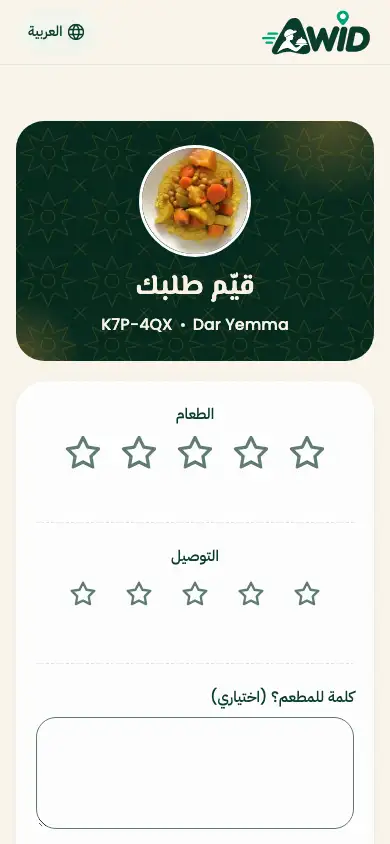 AWID
العربية
قيّم طلبك
K7P-4QX • Dar Yemma
الطعام
التوصيل
كلمة للمطعم؟ (اختياري)